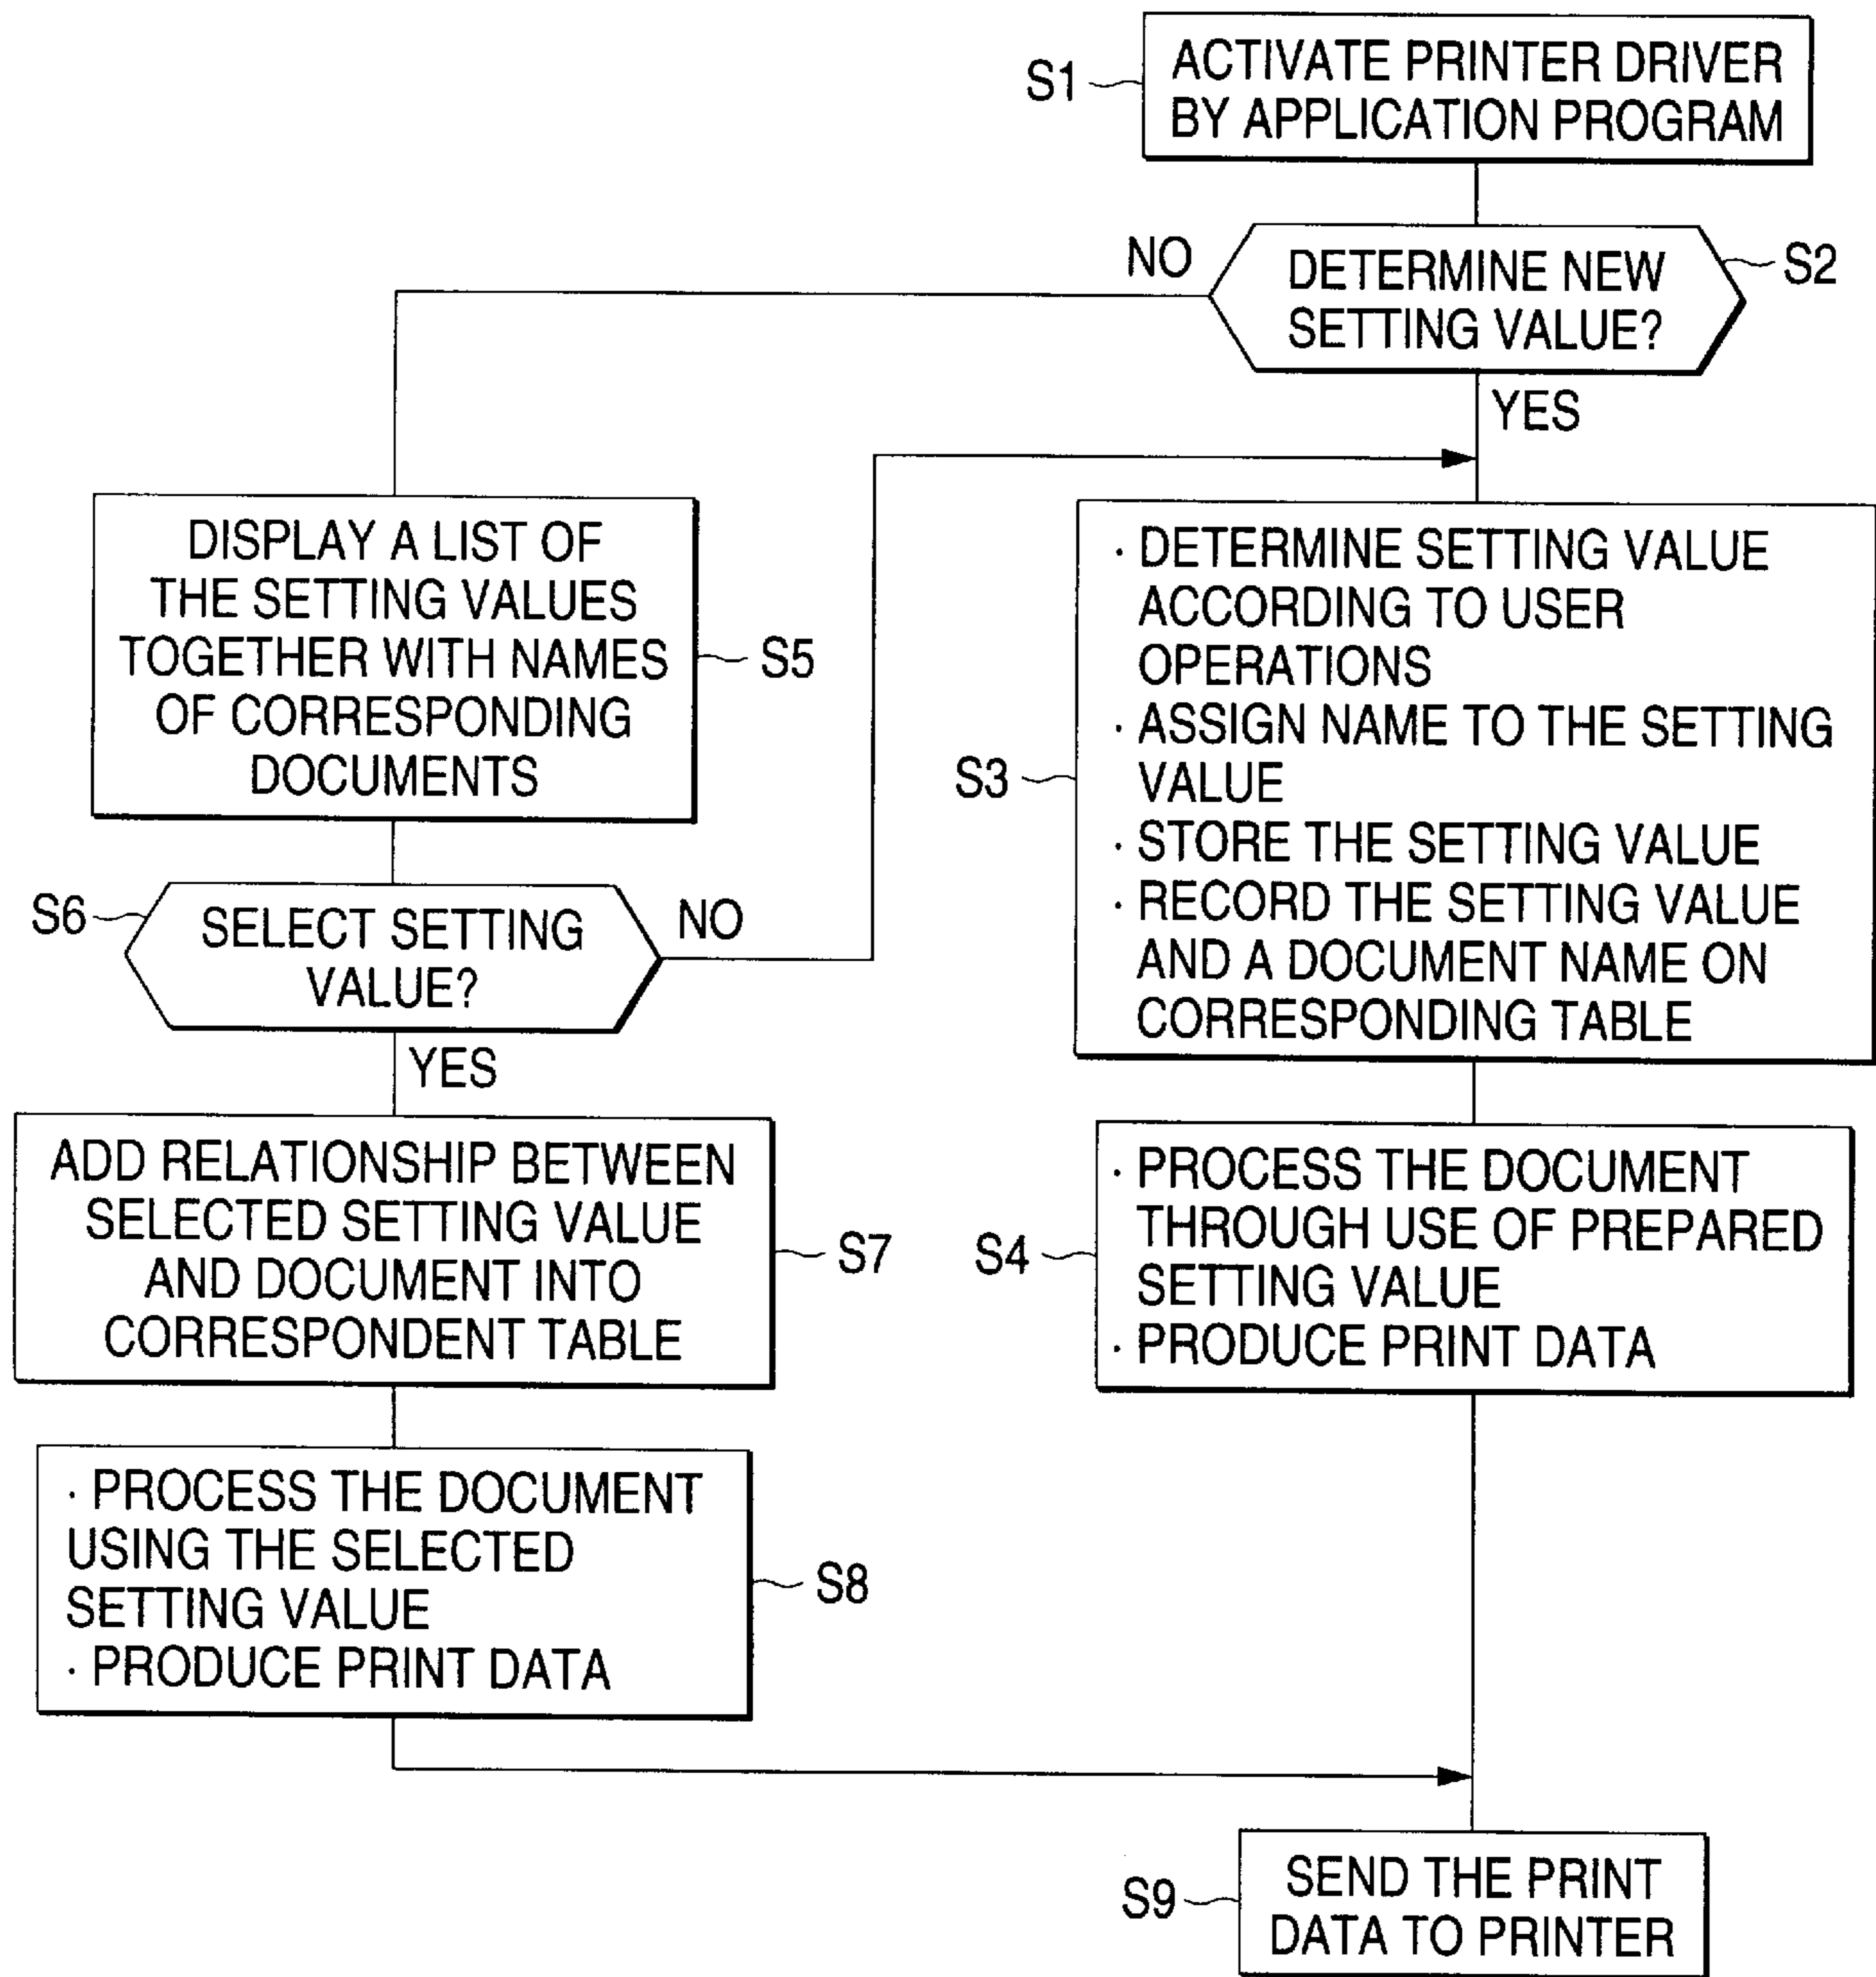 S1
ACTIVATE PRINTER DRIVER
BY APPLICATION PROGRAM
NO
DETERMINE NEW
SETTING VALUE?
S2
YES
DISPLAY A LIST OF
THE SETTING VALUES
TOGETHER WITH NAMES
OF CORRESPONDING
DOCUMENTS
S5
S6
SELECT SETTING
VALUE?
NO
YES
S3
· DETERMINE SETTING VALUE
ACCORDING TO USER
OPERATIONS
· ASSIGN NAME TO THE SETTING
VALUE
· STORE THE SETTING VALUE
· RECORD THE SETTING VALUE
AND A DOCUMENT NAME ON
CORRESPONDING TABLE
ADD RELATIONSHIP BETWEEN
SELECTED SETTING VALUE
AND DOCUMENT INTO
CORRESPONDENT TABLE
S7
S4
· PROCESS THE DOCUMENT
THROUGH USE OF PREPARED
SETTING VALUE
· PRODUCE PRINT DATA
· PROCESS THE DOCUMENT
USING THE SELECTED
SETTING VALUE
· PRODUCE PRINT DATA
S8
S9
SEND THE PRINT
DATA TO PRINTER